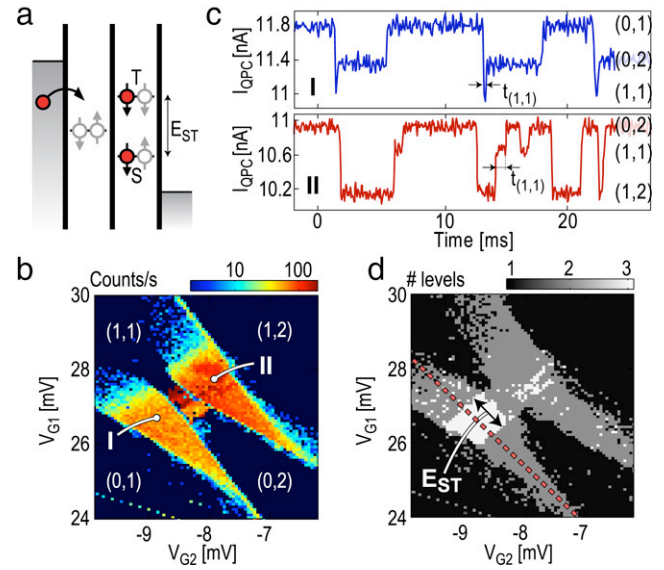 a
T
E_ST
S
c
I_QPC [nA]
11.8
11.4
11
(0,1)
(0,2)
(1,1)
I
t_(1,1)
I_QPC [nA]
10.6
10.2
(0,2)
(1,1)
(1,2)
II
t_(1,1)
0
10
20
Time [ms]
b
Counts/s
10
100
V_G1 [mV]
30
28
26
24
(1,1)
(1,2)
II
I
(0,1)
(0,2)
-9
-8
-7
V_G2 [mV]
d
# levels
1
2
3
V_G1 [mV]
30
28
26
24
E_ST
-9
-8
-7
V_G2 [mV]